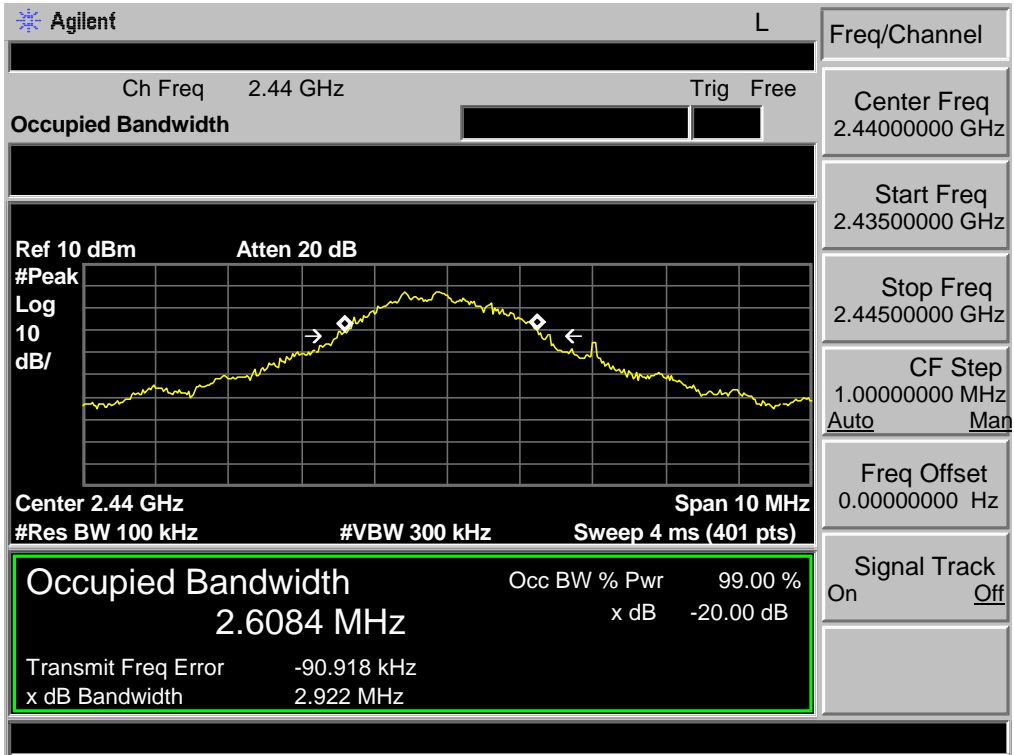 Agilent
L
Ch Freq 2.44 GHz
Trig Free
Occupied Bandwidth
Ref 10 dBm Atten 20 dB
#Peak
Log
10
dB/
Center 2.44 GHz Span 10 MHz
#Res BW 100 kHz #VBW 300 kHz Sweep 4 ms (401 pts)
Occupied Bandwidth
2.6084 MHz
Occ BW % Pwr 99.00 %
x dB -20.00 dB
Transmit Freq Error -90.918 kHz
x dB Bandwidth 2.922 MHz
Freq/Channel
Center Freq
2.44000000 GHz
Start Freq
2.43500000 GHz
Stop Freq
2.44500000 GHz
CF Step
1.00000000 MHz
Auto Man
Freq Offset
0.00000000 Hz
Signal Track
On Off